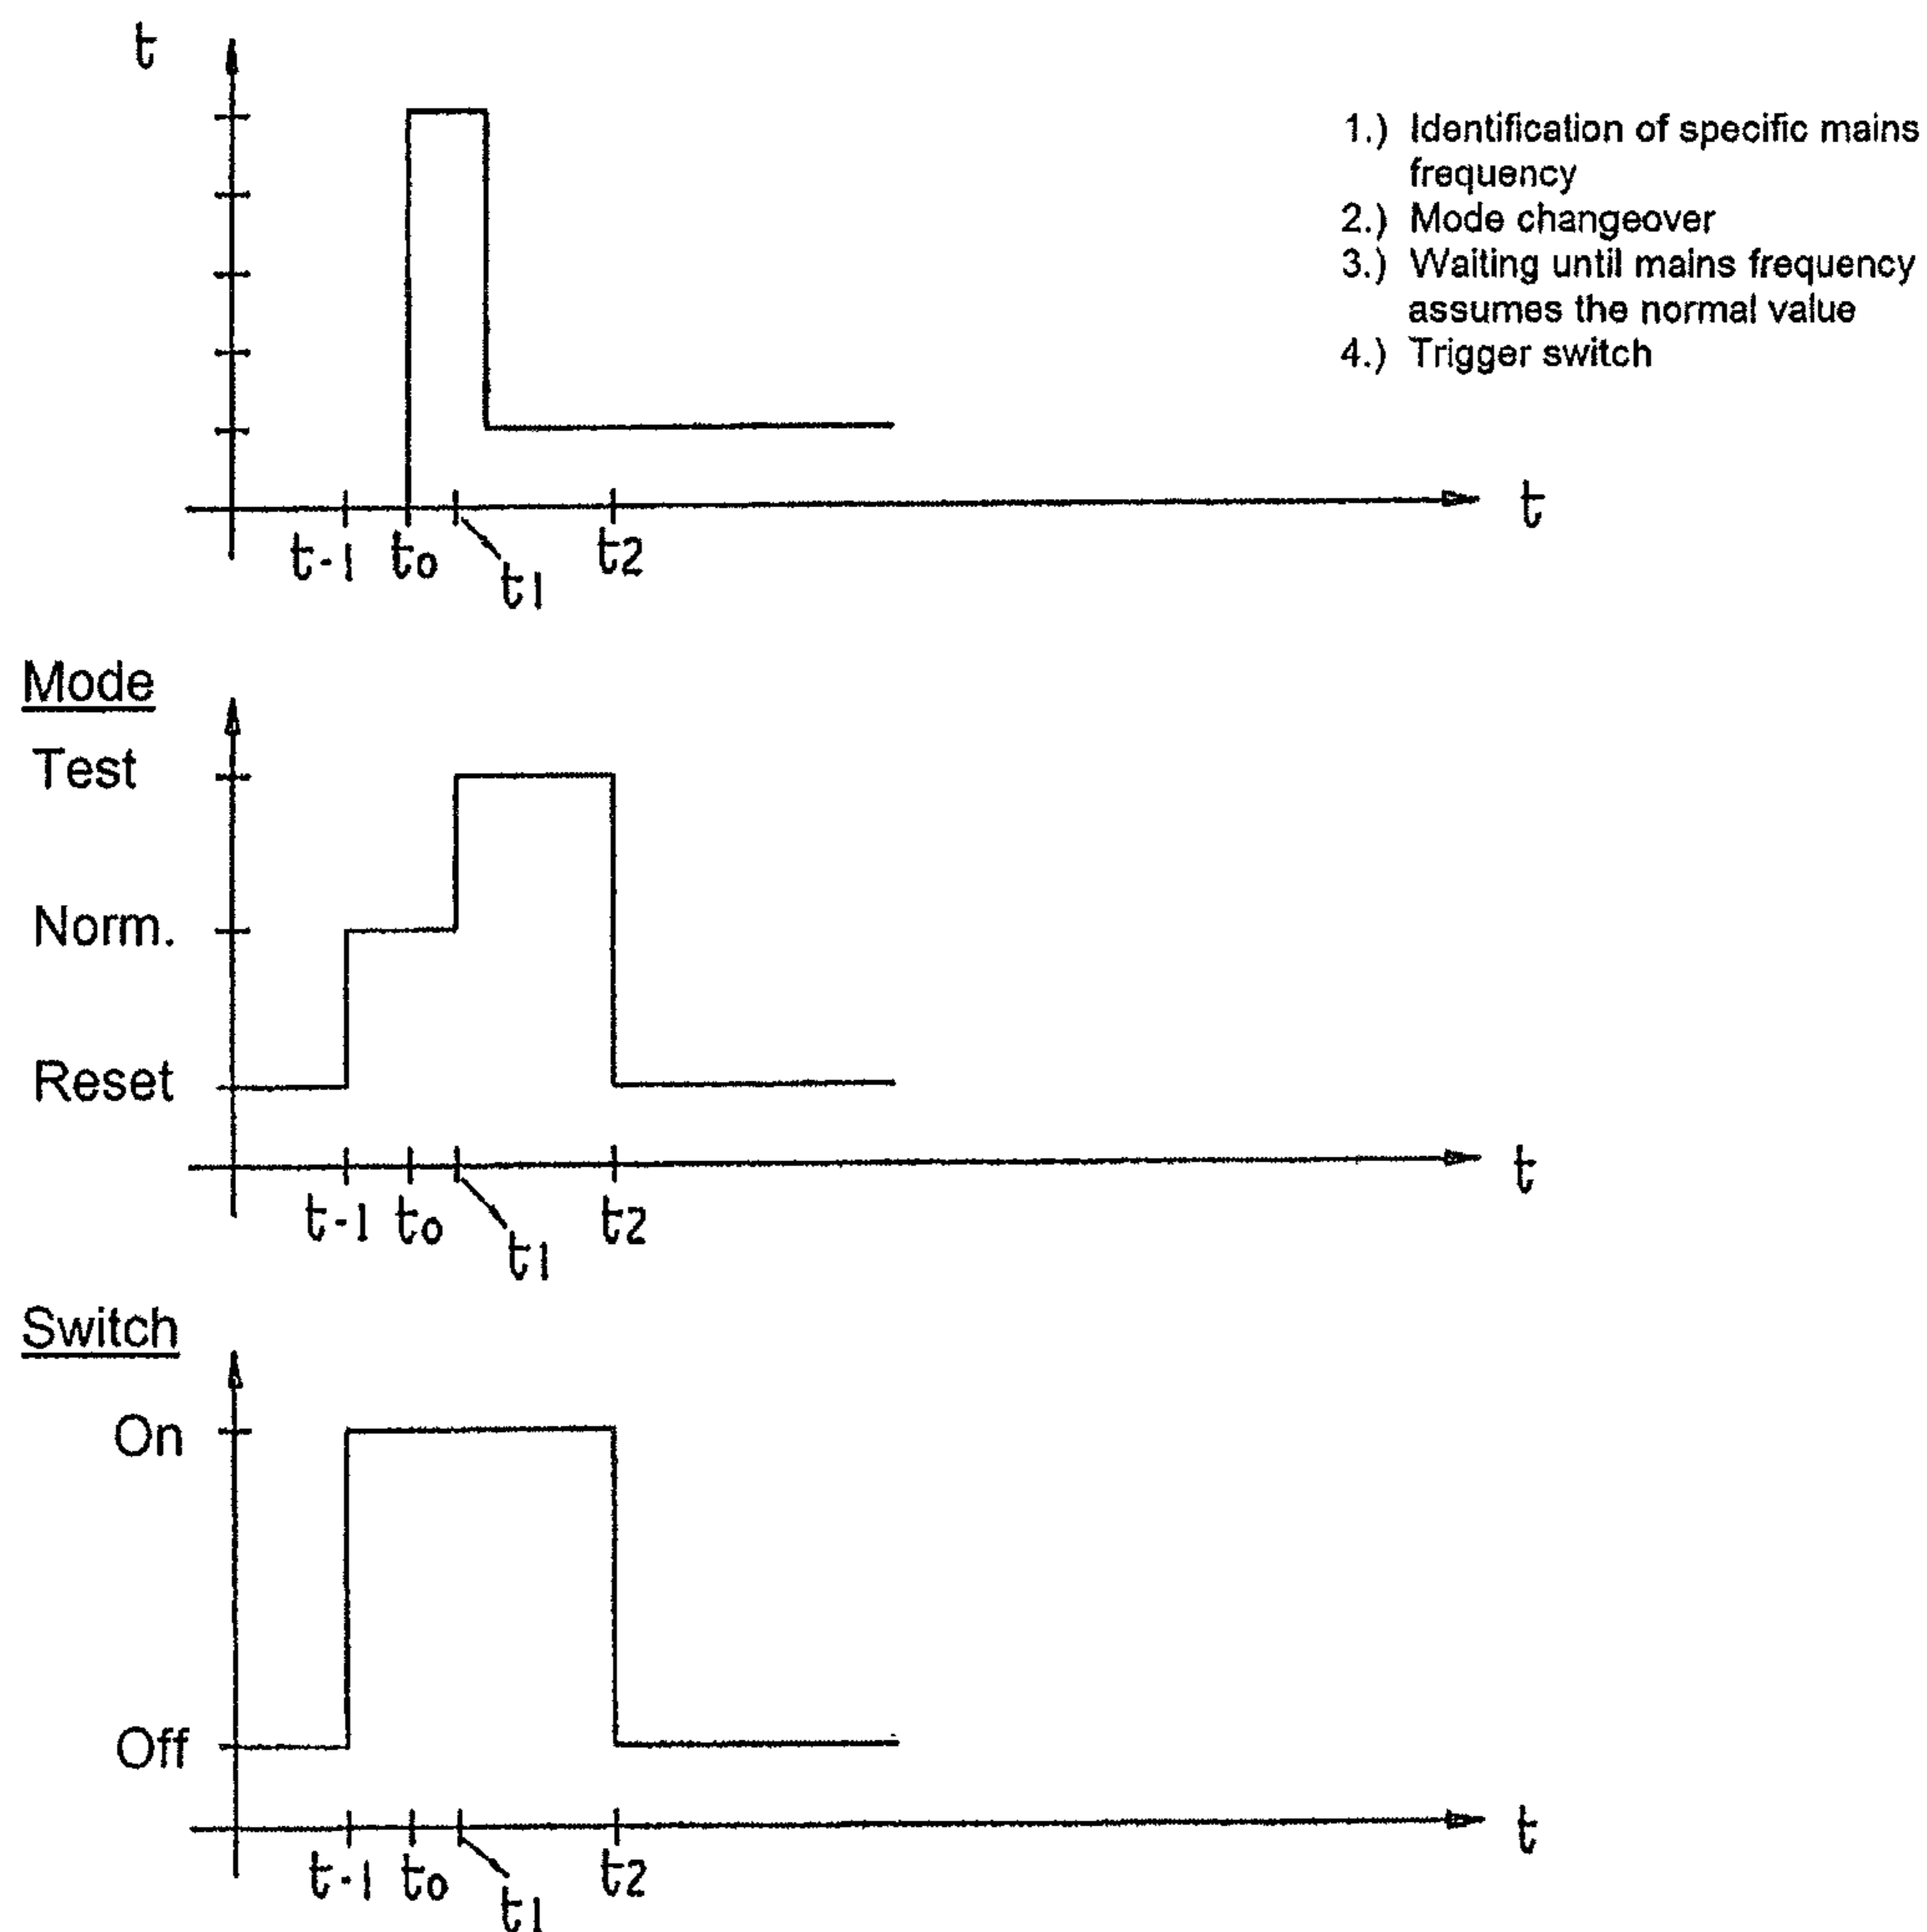 t
1.) Identification of specific mains
frequency
2.) Mode changeover
3.) Waiting until mains frequency
assumes the normal value
4.) Trigger switch
t
t-1 t0 t1 t2
Mode
Test
Norm.
Reset
t
t-1 t0 t1 t2
Switch
On
Off
t
t-1 t0 t1 t2